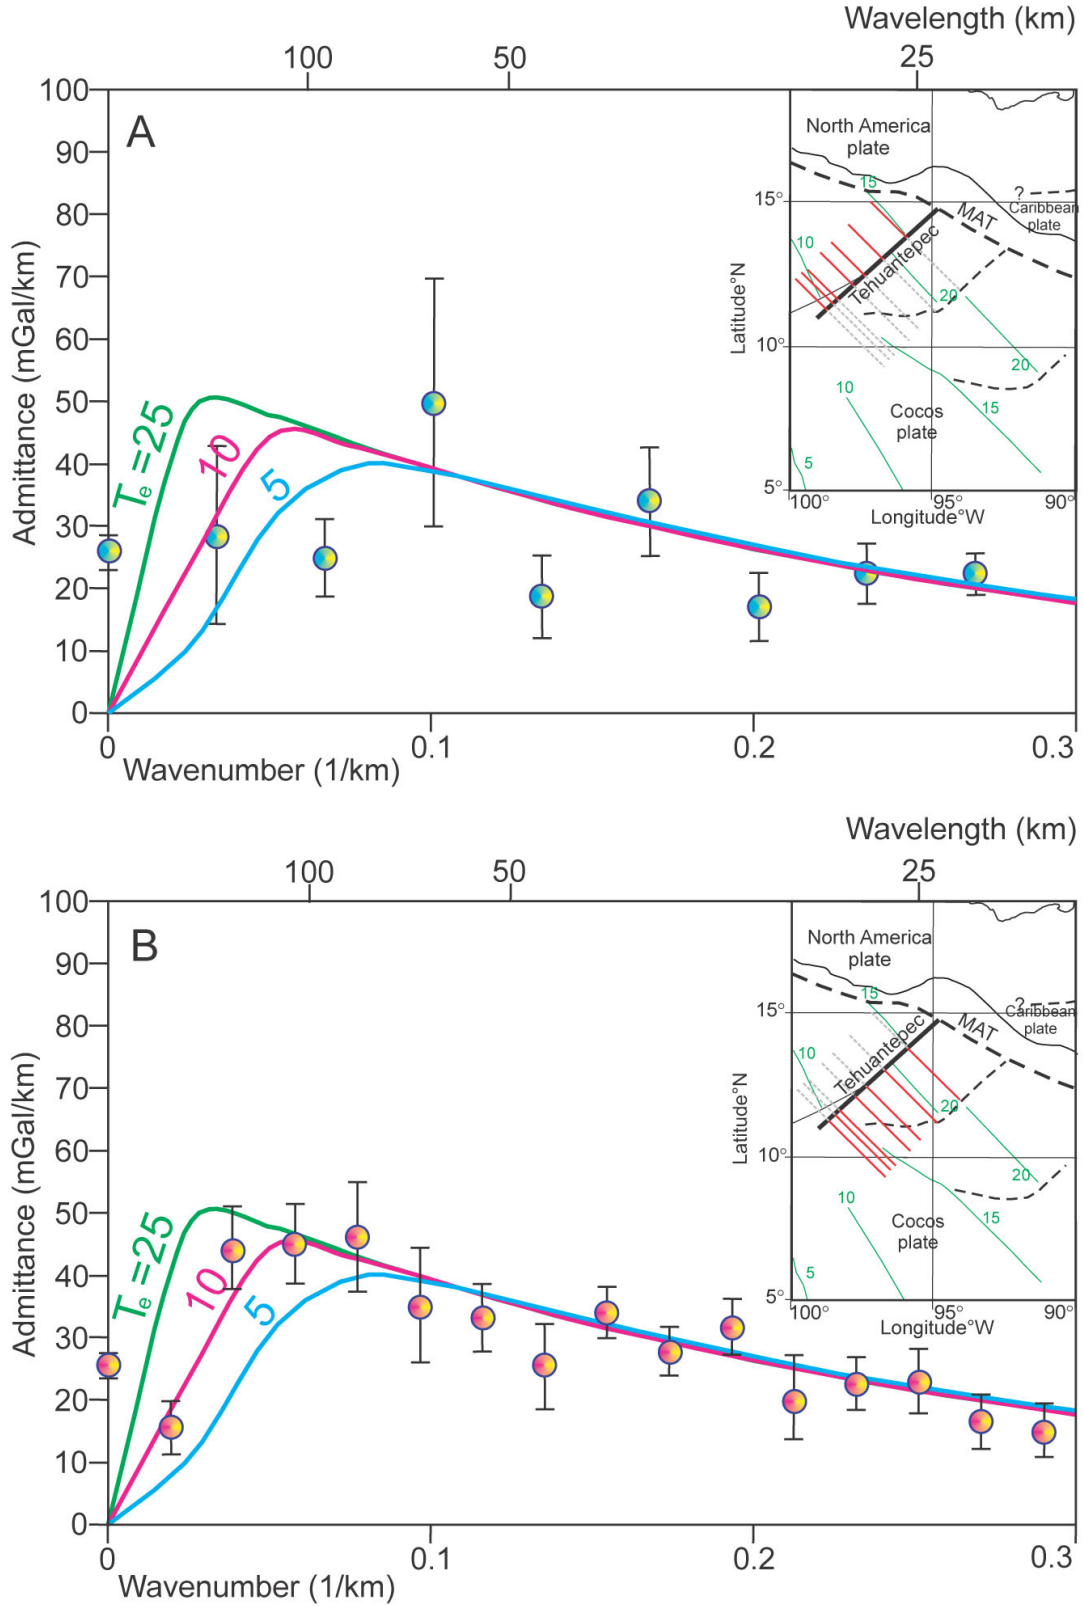 Wavelength (km)
100 50 25
A
100
90
80
70
60
50
40
30
20
10
0
Admittance (mGal/km)
Te=25
10
5
0 0.1 0.2 0.3
Wavenumber (1/km)
North America
plate
15
15°
?
Caribbean
plate
MAT
Tehuantepec
10
20
Latitude°N
10°
20
10
15
Cocos
plate
5
5°
100° 95° 90°
Longitude°W
Wavelength (km)
100 50 25
B
100
90
80
70
60
50
40
30
20
10
0
Admittance (mGal/km)
Te=25
10
5
0 0.1 0.2 0.3
Wavenumber (1/km)
North America
plate
15
15°
?
Caribbean
plate
MAT
Tehuantepec
10
20
Latitude°N
10°
20
10
15
Cocos
plate
5
5°
100° 95° 90°
Longitude°W